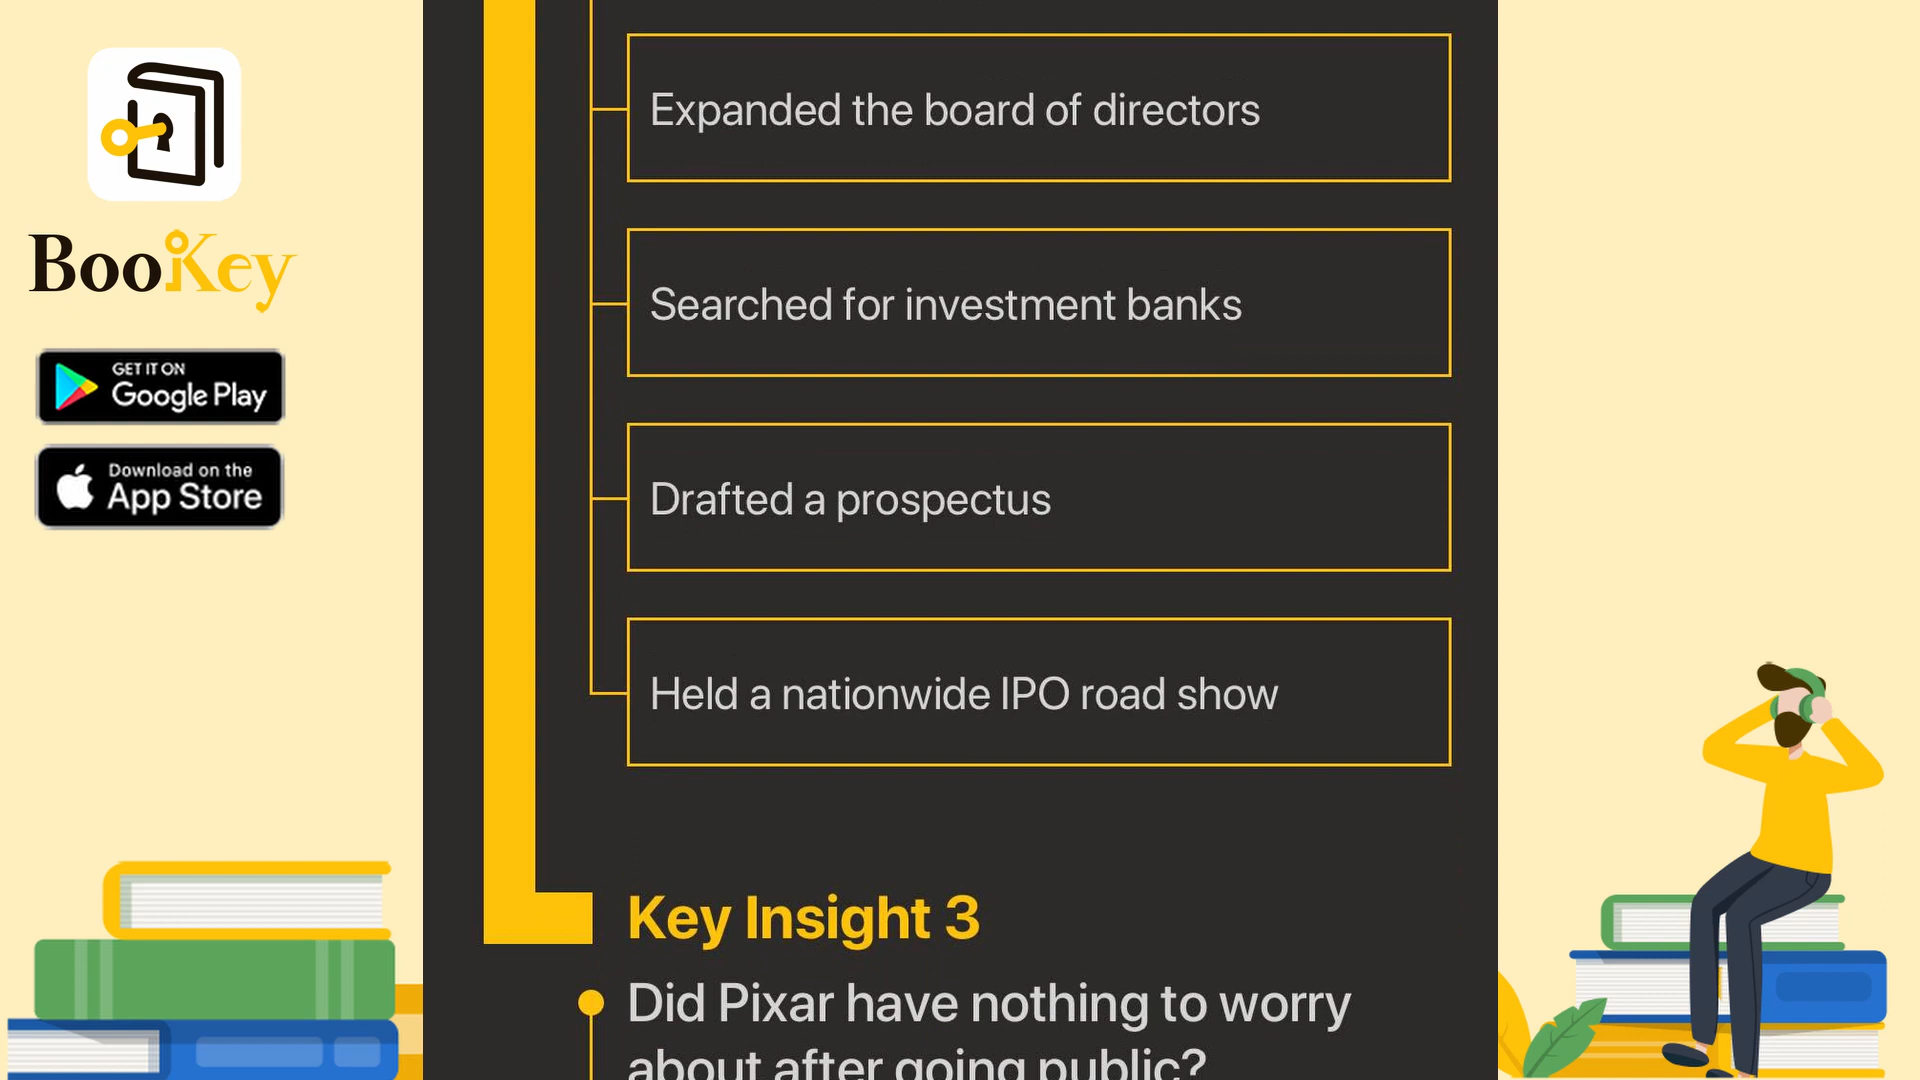 BooKey
GET IT ON
Google Play
Download on the
App Store
Expanded the board of directors
Searched for investment banks
Drafted a prospectus
Held a nationwide IPO road show
Key Insight 3
Did Pixar have nothing to worry
about after going public?